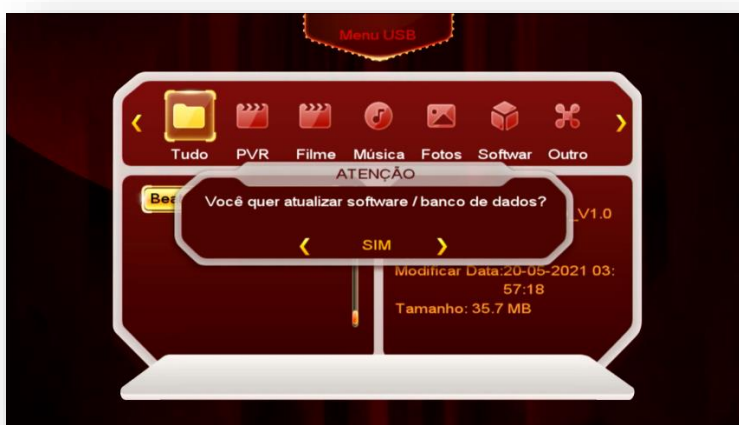 Menu USB
Tudo PVR Filme Música Fotos Softwar Outro
ATENÇÃO
Você quer atualizar software / banco de dados?
SIM
Bea
_V1.0
Modificar Data:20-05-2021 03:
57:18
Tamanho: 35.7 MB